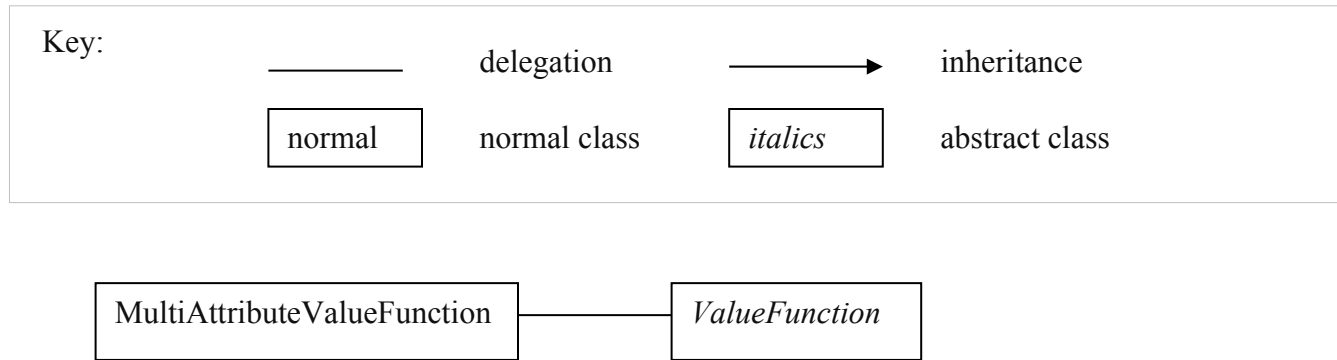 Key:
delegation inheritance
normal normal class italics abstract class
MultiAttributeValueFunction ValueFunction